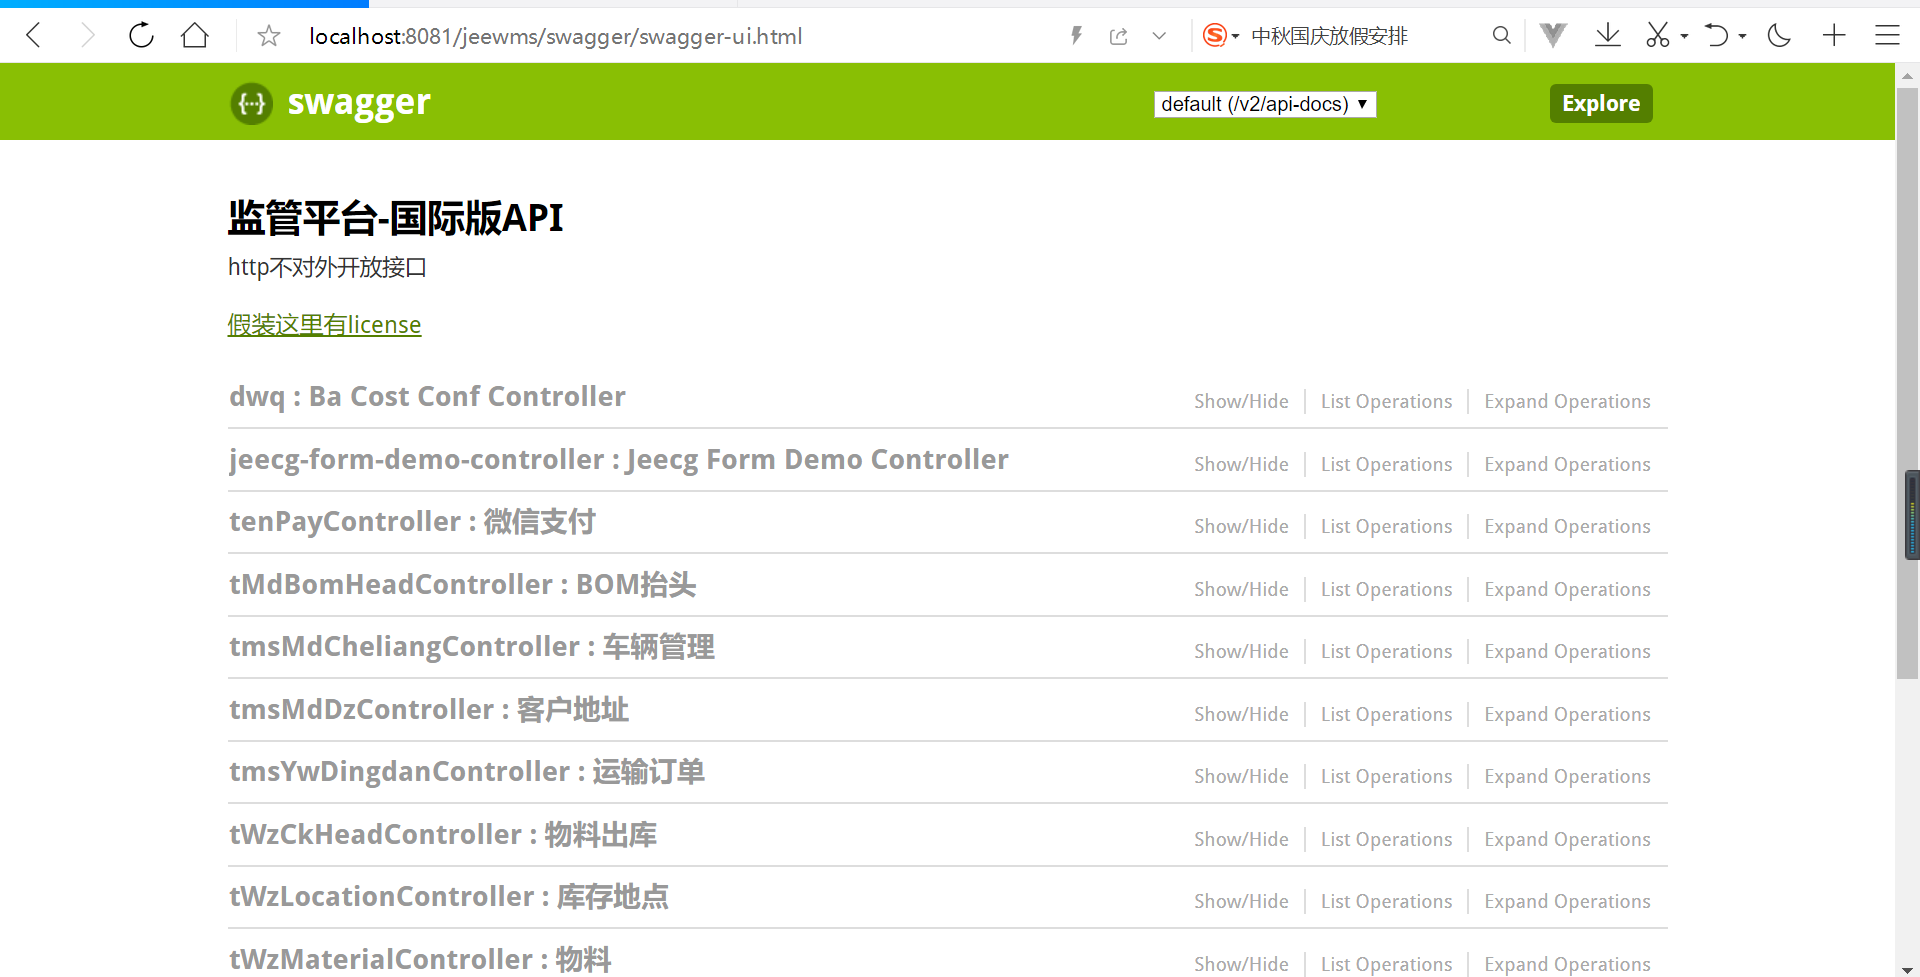 localhost:8081/jeewms/swagger/swagger-ui.html
中秋国庆放假安排
swagger
default (/v2/api-docs)
Explore
监管平台-国际版API
http不对外开放接口
假装这里有license
dwq : Ba Cost Conf Controller Show/Hide List Operations Expand Operations
jeecg-form-demo-controller : Jeecg Form Demo Controller Show/Hide List Operations Expand Operations
tenPayController : 微信支付 Show/Hide List Operations Expand Operations
tMdBomHeadController : BOM抬头 Show/Hide List Operations Expand Operations
tmsMdCheliangController : 车辆管理 Show/Hide List Operations Expand Operations
tmsMdDzController : 客户地址 Show/Hide List Operations Expand Operations
tmsYwDingdanController : 运输订单 Show/Hide List Operations Expand Operations
tWzCkHeadController : 物料出库 Show/Hide List Operations Expand Operations
tWzLocationController : 库存地点 Show/Hide List Operations Expand Operations
tWzMaterialController : 物料 Show/Hide List Operations Expand Operations